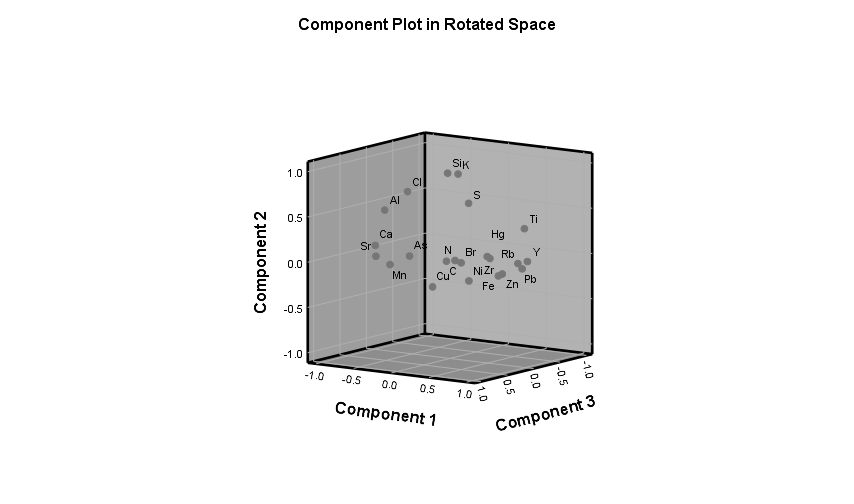 Component Plot in Rotated Space
Component 2
1.0
0.5
0.0
-0.5
-1.0
Si K
Cl
Al
S
Ti
Ca
Hg
Sr
As
N
Br
Rb
Y
Mn
Cu
C
Ni
Zr
Fe
Zn
Pb
-1.0
-0.5
0.0
0.5
1.0
Component 1
1.0
0.5
0.0
-0.5
-1.0
Component 3